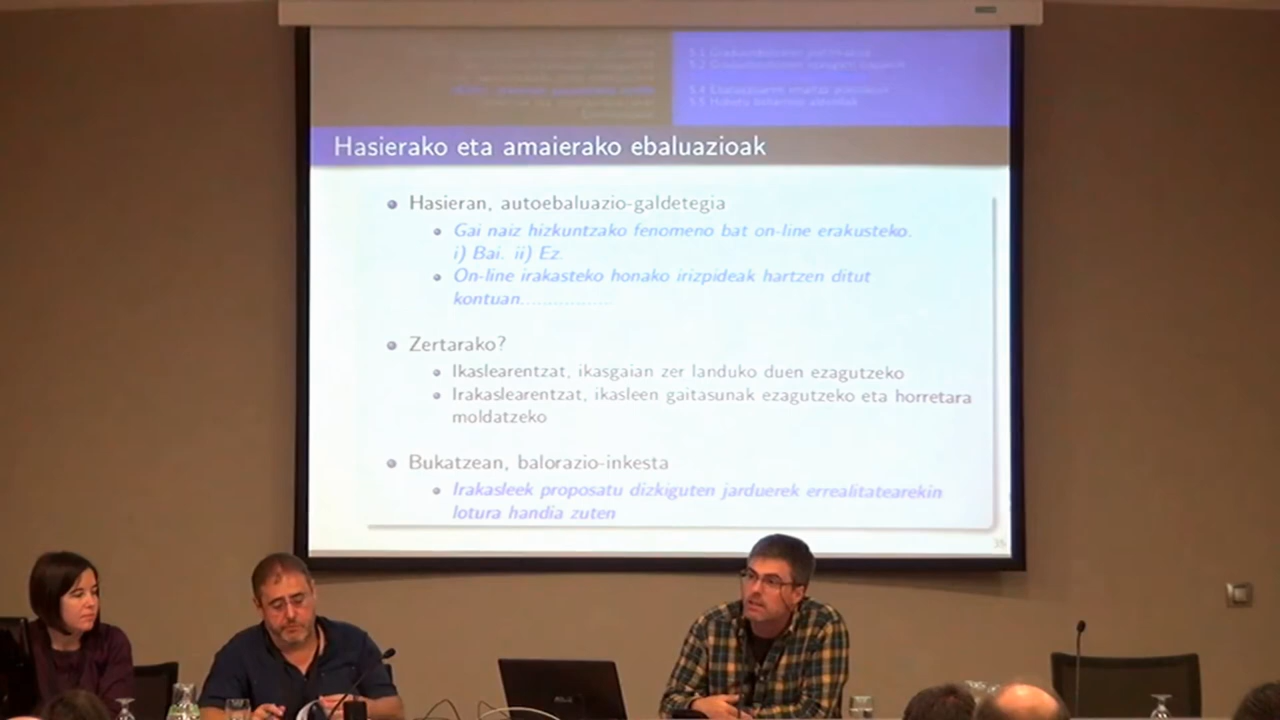 Hasierako eta amaierako ebaluazioak
Hasieran, autoebaluazio-galdetegia
Gai naiz hizkuntzako fenomeno bat on-line erakusteko.
i) Bai. ii) Ez.
On-line irakasteko honako irizpideak hartzen ditut
kontuan.................
Zertarako?
Ikaslearentzat, ikasgaian zer landuko duen ezagutzeko
Irakaslearentzat, ikasleen gaitasunak ezagutzeko eta horretara
moldatzeko
Bukatzean, balorazio-inkesta
Irakasleek proposatu dizkiguten jarduerek errealitatearekin
lotura handia zuten